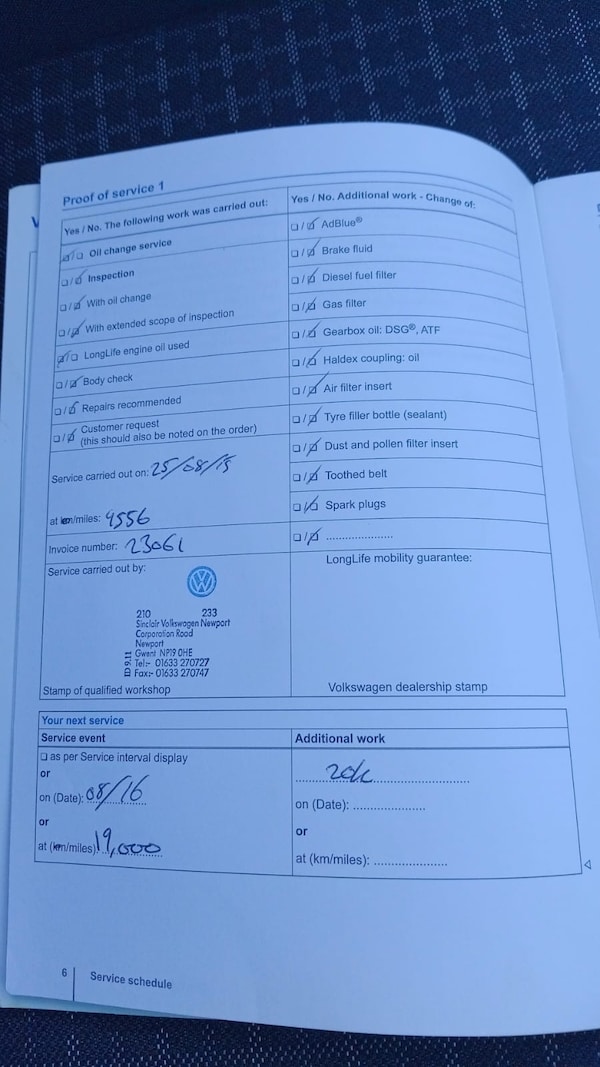 Proof of service 1
Yes / No. The following work was carried out:
Oil change service
Inspection
With oil change
With extended scope of inspection
LongLife engine oil used
Body check
Repairs recommended
Customer request
(this should also be noted on the order)
Service carried out on: 25/08/15
at km/miles: 9556
Invoice number: 23061
Service carried out by:
210 233
Sinclair Volkswagen Newport
Corporation Road
Newport
Gwent NP19 0HE
Tel:- 01633 270727
Fax:- 01633 270747
Stamp of qualified workshop
Yes / No. Additional work - Change of:
AdBlue®
Brake fluid
Diesel fuel filter
Gas filter
Gearbox oil: DSG®, ATF
Haldex coupling: oil
Air filter insert
Tyre filler bottle (sealant)
Dust and pollen filter insert
Toothed belt
Spark plugs
LongLife mobility guarantee:
Volkswagen dealership stamp
Your next service
Service event
as per Service interval display
or
on (Date): 08/16
or
at (km/miles): 19,000
Additional work
20k
on (Date):
or
at (km/miles):
6 Service schedule